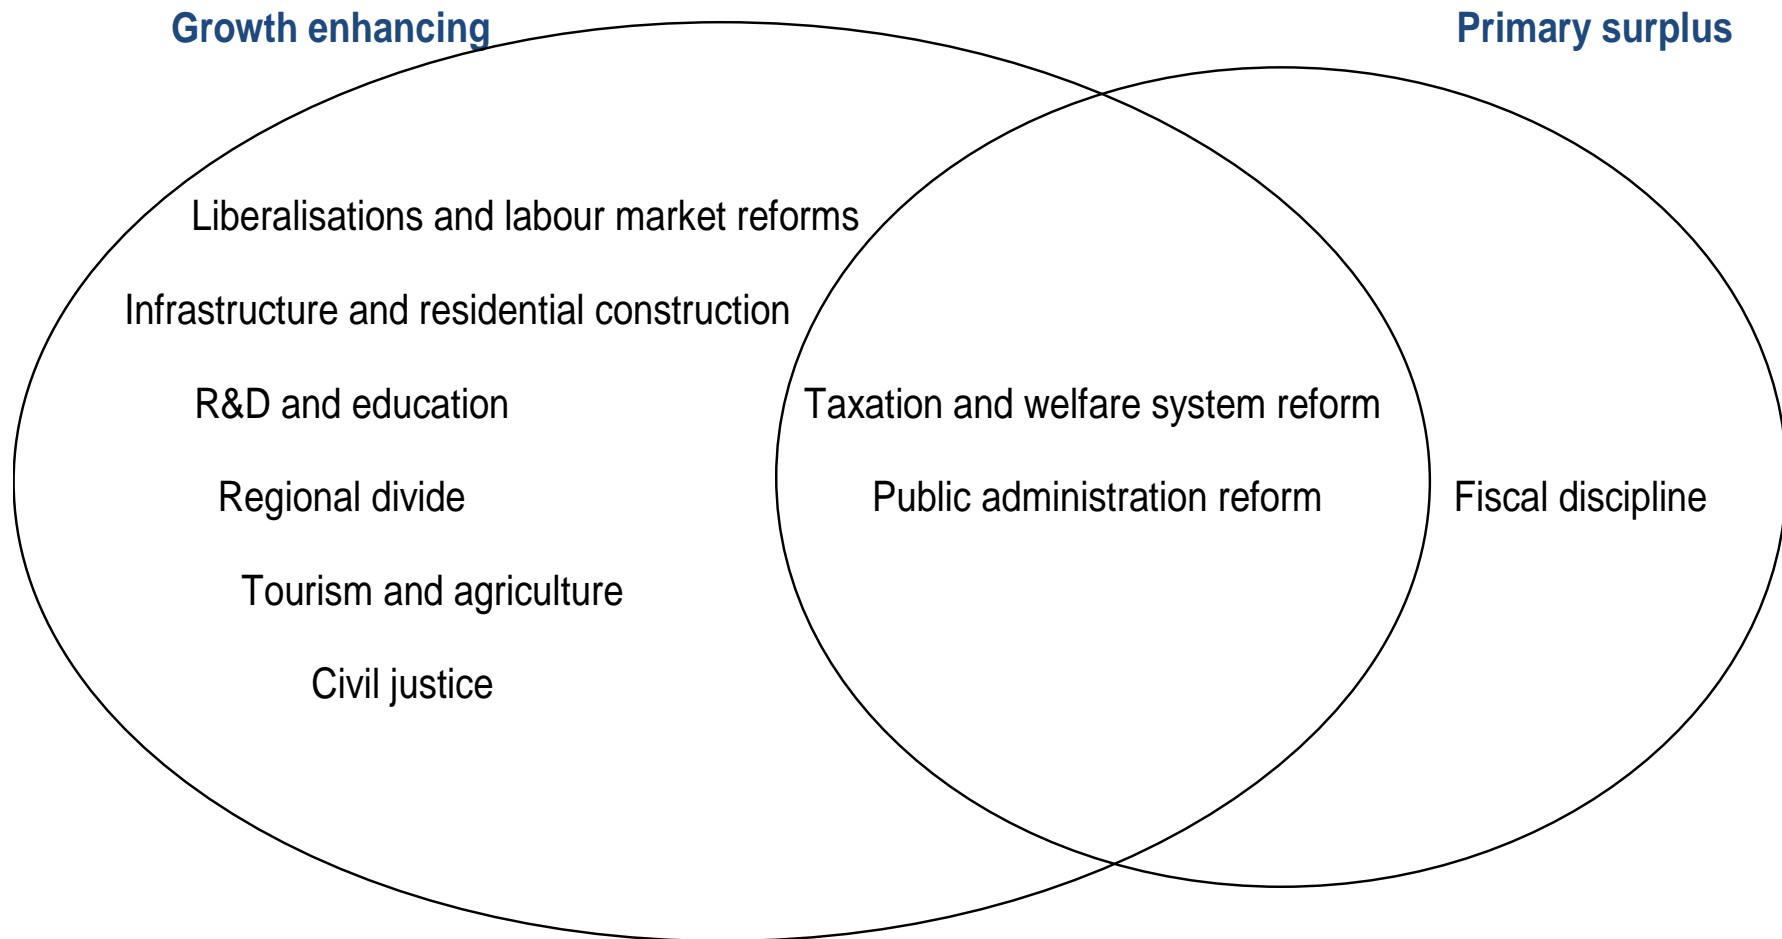 Growth enhancing
Primary surplus
Liberalisations and labour market reforms
Infrastructure and residential construction
R&D and education
Taxation and welfare system reform
Regional divide
Public administration reform
Fiscal discipline
Tourism and agriculture
Civil justice